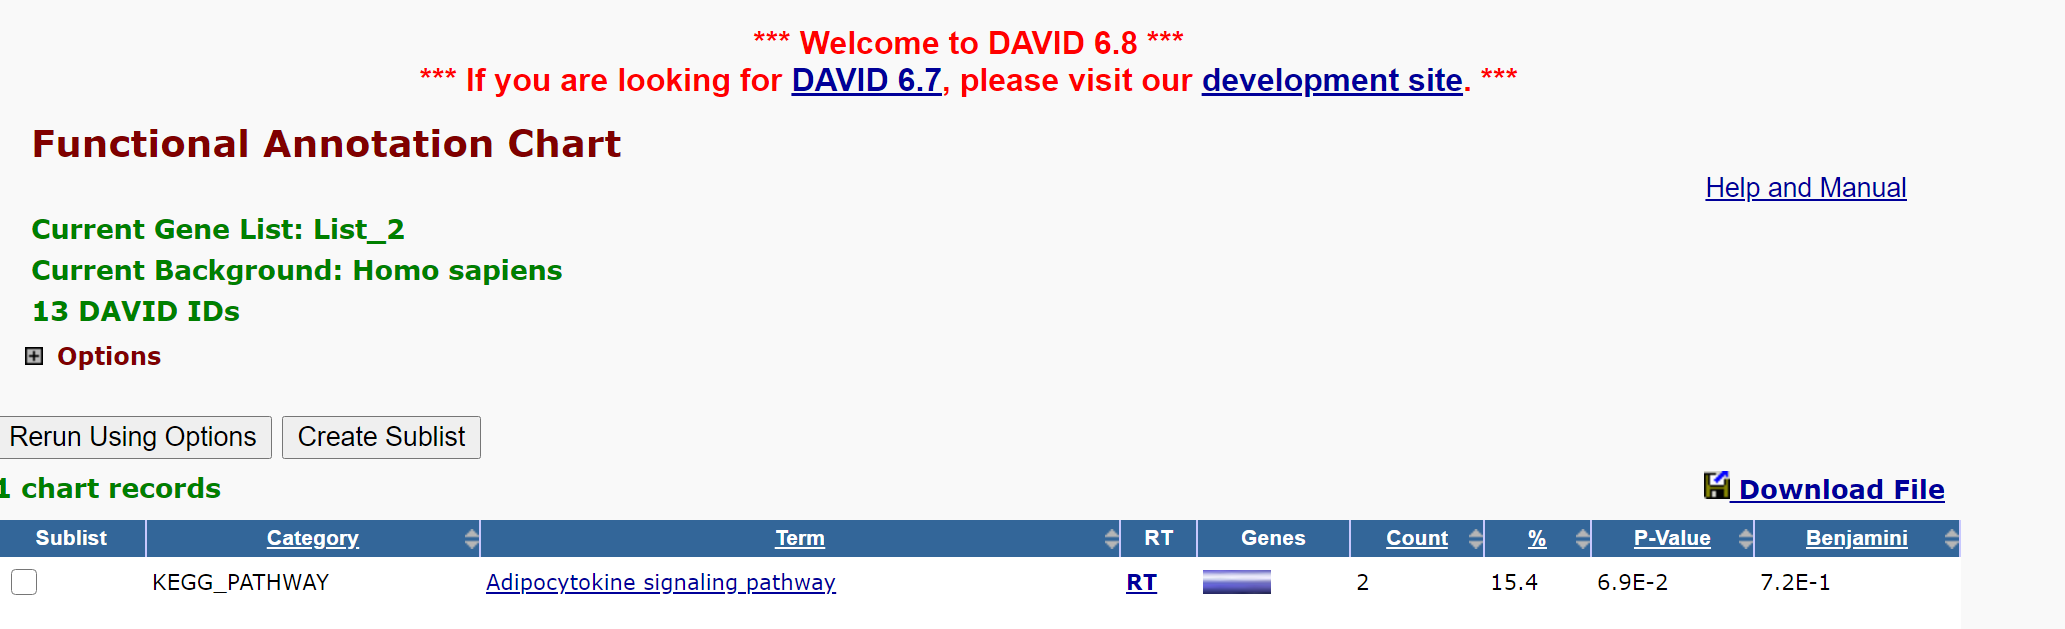 *** Welcome to DAVID 6.8 ***
*** If you are looking for DAVID 6.7, please visit our development site. ***
Functional Annotation Chart
Help and Manual
Current Gene List: List_2
Current Background: Homo sapiens
13 DAVID IDs
Options
Rerun Using Options Create Sublist
1 chart records Download File
Sublist Category Term RT Genes Count % P-Value Benjamini
KEGG_PATHWAY Adipocytokine signaling pathway RT 2 15.4 6.9E-2 7.2E-1